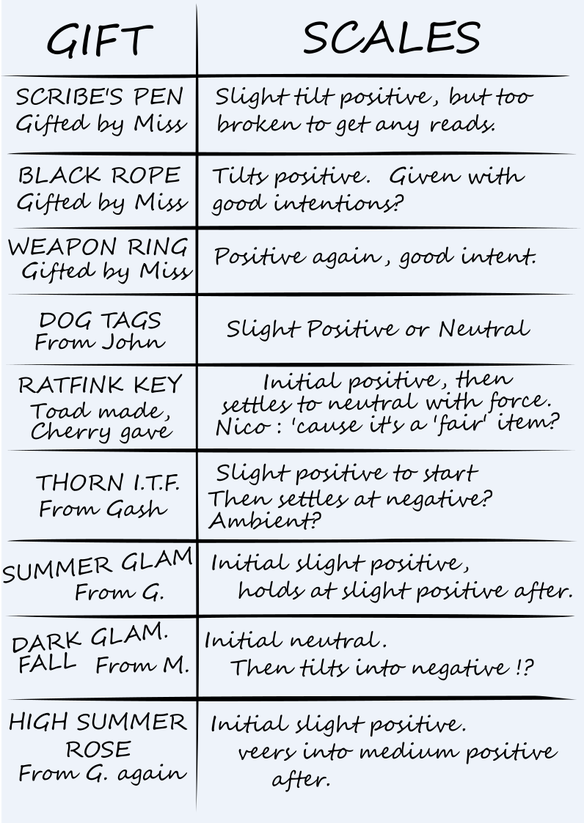 GIFT
SCALES
SCRIBE'S PEN
Gifted by Miss
Slight tilt positive, but too
broken to get any reads.
BLACK ROPE
Gifted by Miss
Tilts positive. Given with
good intentions?
WEAPON RING
Gifted by Miss
Positive again, good intent.
DOG TAGS
From John
Slight Positive or Neutral
RATFINK KEY
Toad made,
Cherry gave
Initial positive, then
settles to neutral with force.
Nico : 'cause it's a 'fair' item?
THORN I.T.F.
From Gash
Slight positive to start
Then settles at negative?
Ambient?
SUMMER GLAM
From G.
Initial slight positive,
holds at slight positive after.
DARK GLAM.
FALL From M.
Initial neutral.
Then tilts into negative !?
HIGH SUMMER
ROSE
From G. again
Initial slight positive.
veers into medium positive
after.